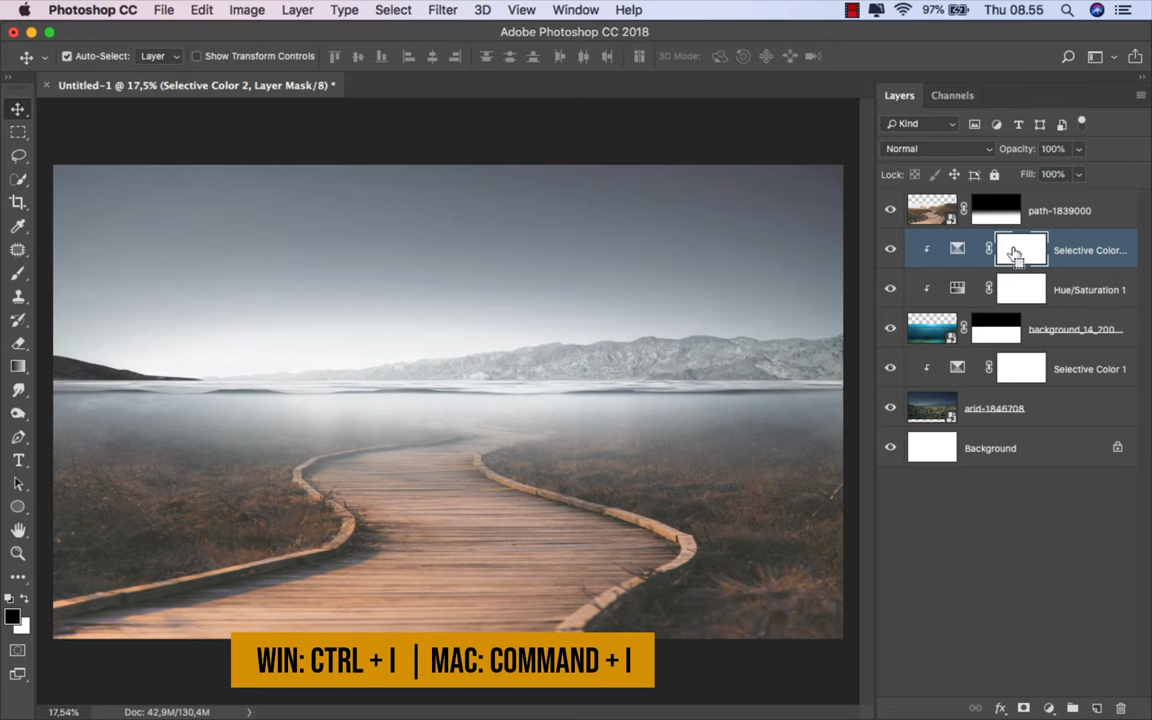 Photoshop CC File Edit Image Layer Type Select Filter 3D View Window Help 97% Thu 08.55
Adobe Photoshop CC 2018
Auto-Select: Layer Show Transform Controls 3D Mode:
× Untitled-1 @ 17,5% (Selective Color 2, Layer Mask/8) *
Layers Channels
Kind
Normal Opacity: 100%
Lock: Fill: 100%
path-1839000
Selective Color...
Hue/Saturation 1
background_14_200...
Selective Color 1
arid-1846708
Background
WIN: CTRL + I | MAC: COMMAND + I
17,54% Doc: 42,9M/130,4M